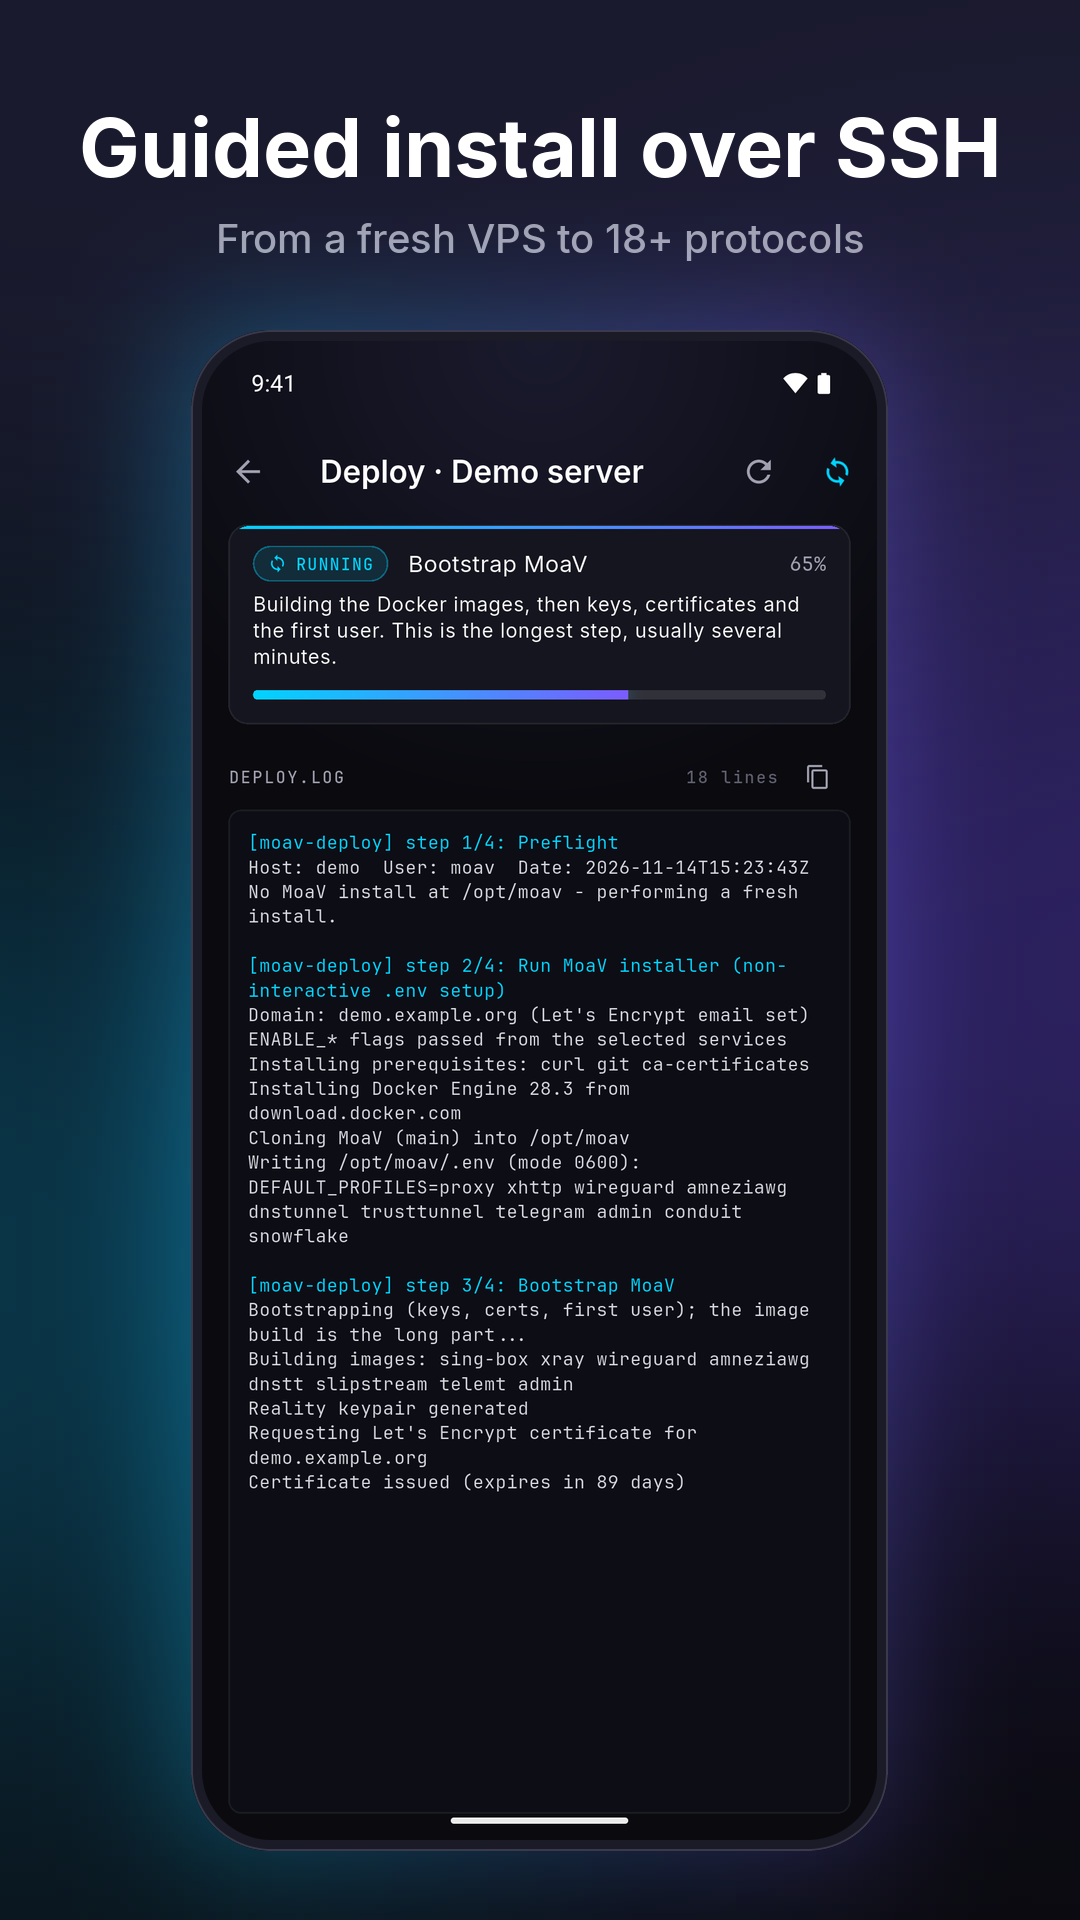 Guided install over SSH
From a fresh VPS to 18+ protocols
9:41
Deploy · Demo server
RUNNING Bootstrap MoaV 65%
Building the Docker images, then keys, certificates and
the first user. This is the longest step, usually several
minutes.
DEPLOY.LOG 18 lines
[moav-deploy] step 1/4: Preflight
Host: demo  User: moav  Date: 2026-11-14T15:23:43Z
No MoaV install at /opt/moav - performing a fresh
install.
[moav-deploy] step 2/4: Run MoaV installer (non-
interactive .env setup)
Domain: demo.example.org (Let's Encrypt email set)
ENABLE_* flags passed from the selected services
Installing prerequisites: curl git ca-certificates
Installing Docker Engine 28.3 from
download.docker.com
Cloning MoaV (main) into /opt/moav
Writing /opt/moav/.env (mode 0600):
DEFAULT_PROFILES=proxy xhttp wireguard amneziawg
dnstunnel trusttunnel telegram admin conduit
snowflake
[moav-deploy] step 3/4: Bootstrap MoaV
Bootstrapping (keys, certs, first user); the image
build is the long part...
Building images: sing-box xray wireguard amneziawg
dnstt slipstream telemt admin
Reality keypair generated
Requesting Let's Encrypt certificate for
demo.example.org
Certificate issued (expires in 89 days)